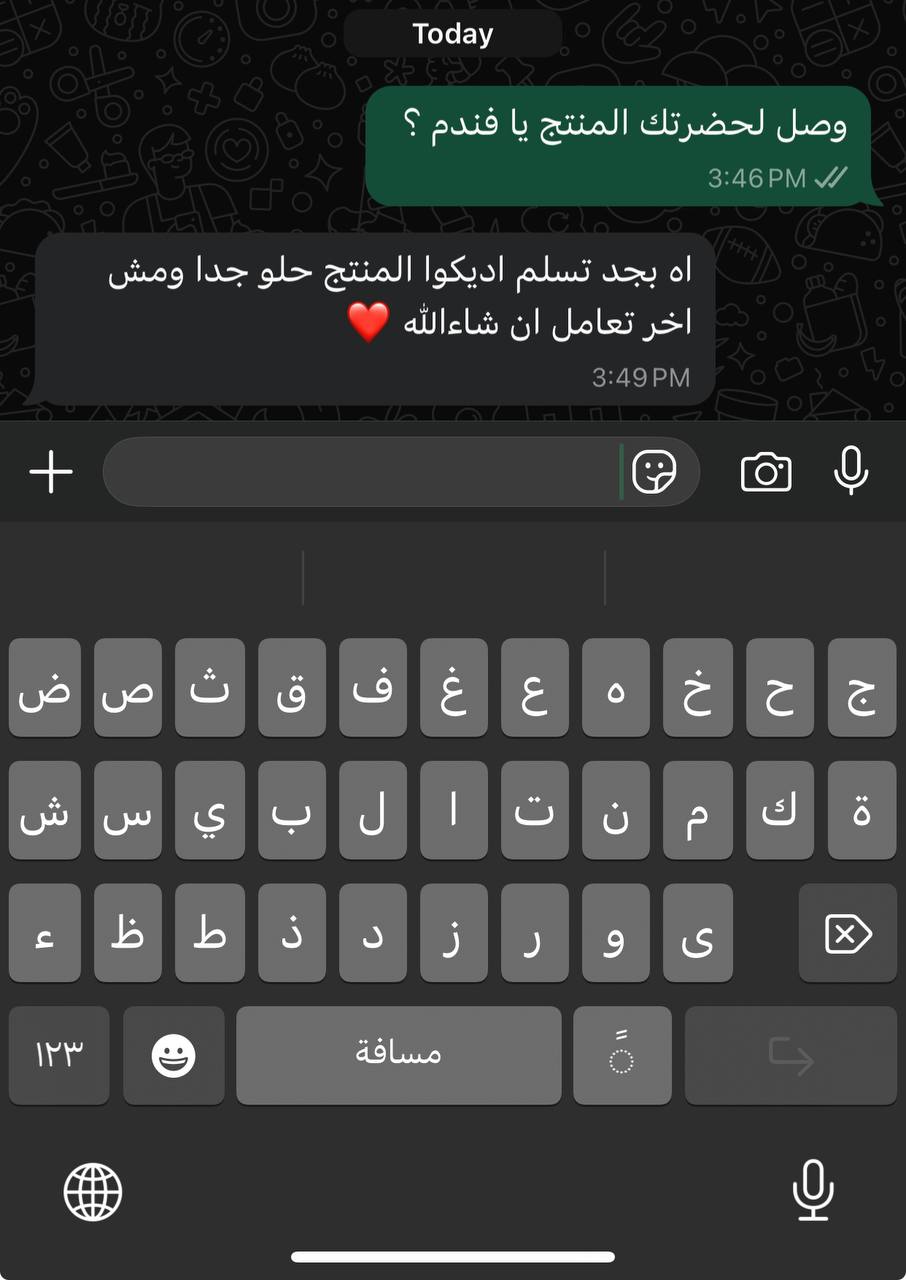 Today
وصل لحضرتك المنتج يا فندم ؟
3:46 PM
اه بجد تسلم اديكوا المنتج حلو جدا ومش
اخر تعامل ان شاءالله ❤️
3:49 PM
ض ص ث ق ف غ ع ه خ ح ج
ش س ي ب ل ا ت ن م ك ة
ء ظ ط ذ د ز ر و ى
١٢٣ مسافة ً